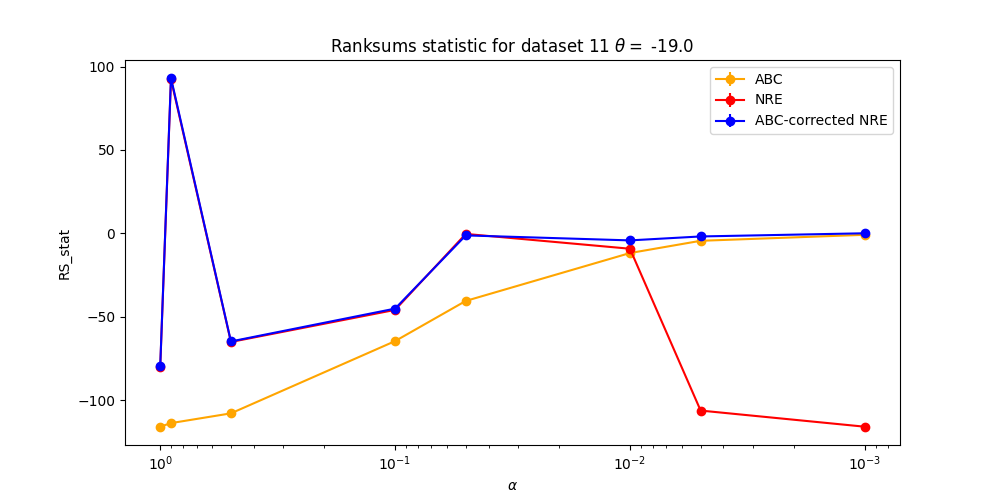 Ranksums statistic for dataset 11 θ = -19.0
ABC
NRE
ABC-corrected NRE
RS_stat
100
50
0
−50
−100
10⁰ 10⁻¹ 10⁻² 10⁻³
α